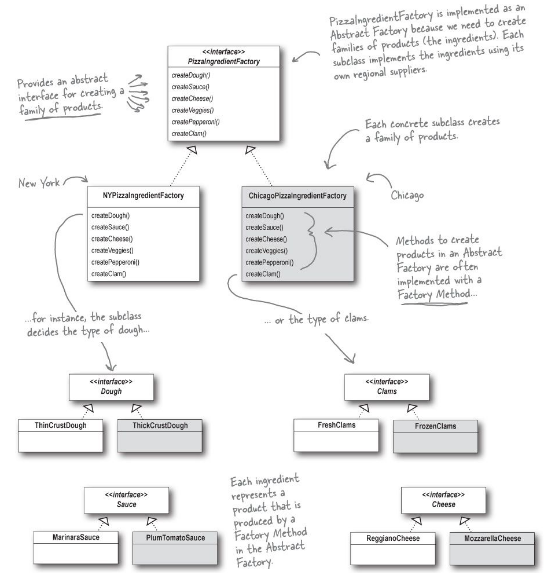 PizzaIngredientFactory is implemented as an
Abstract Factory because we need to create
families of products (the ingredients). Each
subclass implements the ingredients using its
own regional suppliers.
<<interface>>
PizzaIngredientFactory
createDough()
createSauce()
createCheese()
createVeggies()
createPepperoni()
createClam()
Provides an abstract
interface for creating a
family of products.
Each concrete subclass creates
a family of products.
New York
NYPizzaIngredientFactory
createDough()
createSauce()
createCheese()
createVeggies()
createPepperoni()
createClam()
ChicagoPizzaIngredientFactory
createDough()
createSauce()
createCheese()
createVeggies()
createPepperoni()
createClam()
Chicago
Methods to create
products in an Abstract
Factory are often
implemented with a
Factory Method...
...for instance, the subclass
decides the type of dough...
... or the type of clams.
<<interface>>
Dough
ThinCrustDough
ThickCrustDough
<<interface>>
Clams
FreshClams
FrozenClams
<<interface>>
Sauce
MarinaraSauce
PlumTomatoSauce
Each ingredient
represents a
product that is
produced by a
Factory Method
in the Abstract
Factory.
<<interface>>
Cheese
ReggianoCheese
MozzarellaCheese